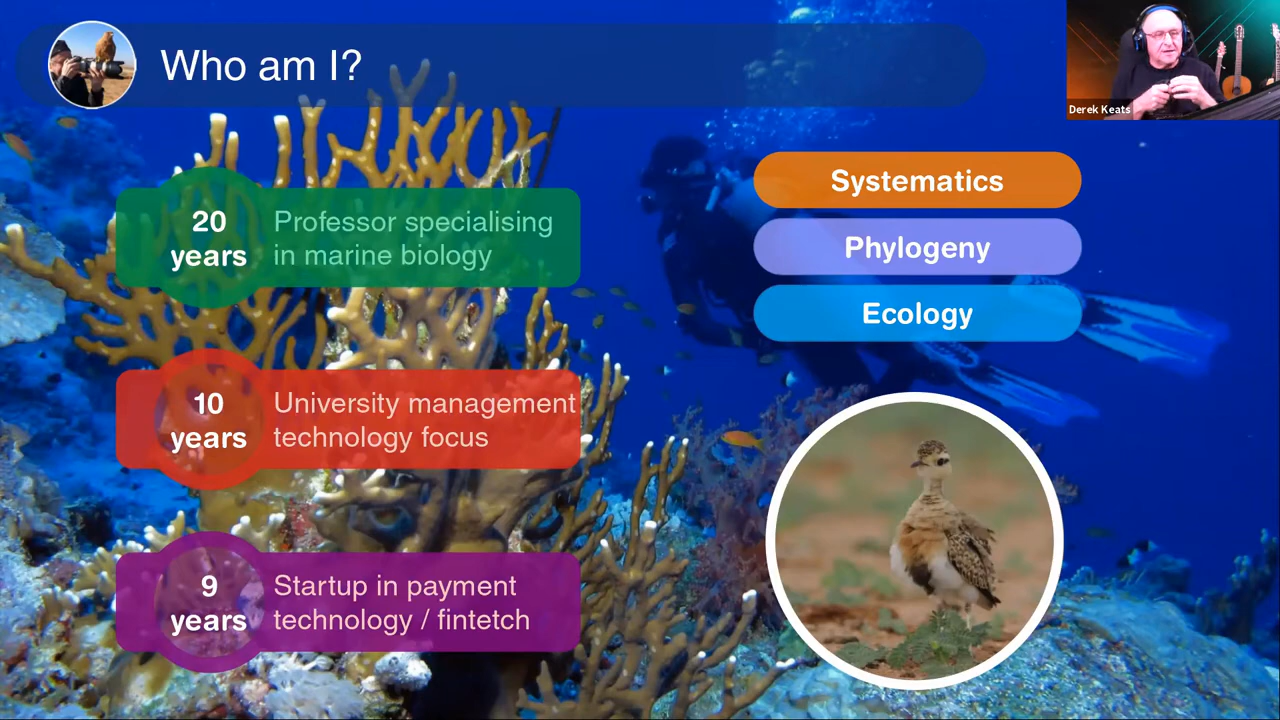 Who am I?
Derek Keats
20
years
Professor specialising
in marine biology
10
years
University management
technology focus
9
years
Startup in payment
technology / fintetch
Systematics
Phylogeny
Ecology